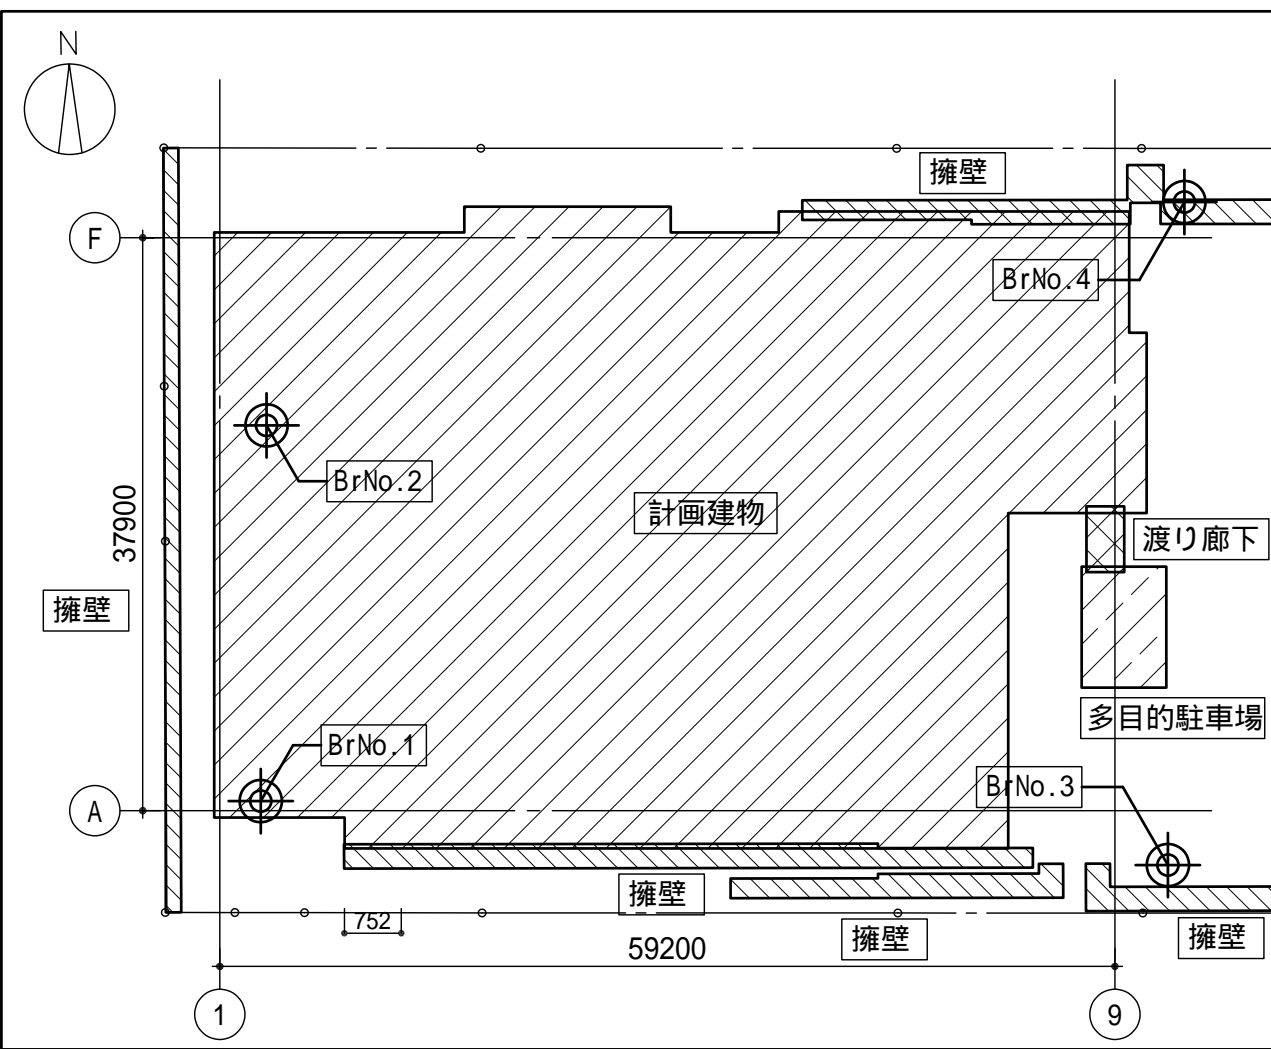 N
擁壁
F
BrNo.4
BrNo.2
計画建物
渡り廊下
37900
擁壁
多目的駐車場
BrNo.1
BrNo.3
A
擁壁
752
擁壁
擁壁
59200
1
9